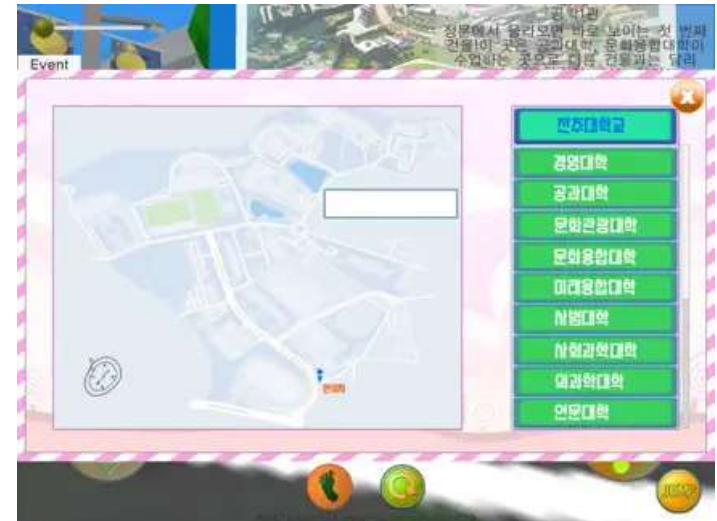 공학1관
정문에서 올라오면 바로 보이는 첫 번째
건물!이 곳은 공과대학, 문화융합대학이
수업하는 곳으로 다른 건물과는 달리
Event
전주대학교
경영대학
공과대학
문화관광대학
문화융합대학
미래융합대학
사범대학
사회과학대학
의과학대학
인문대학
현위치
JUMP